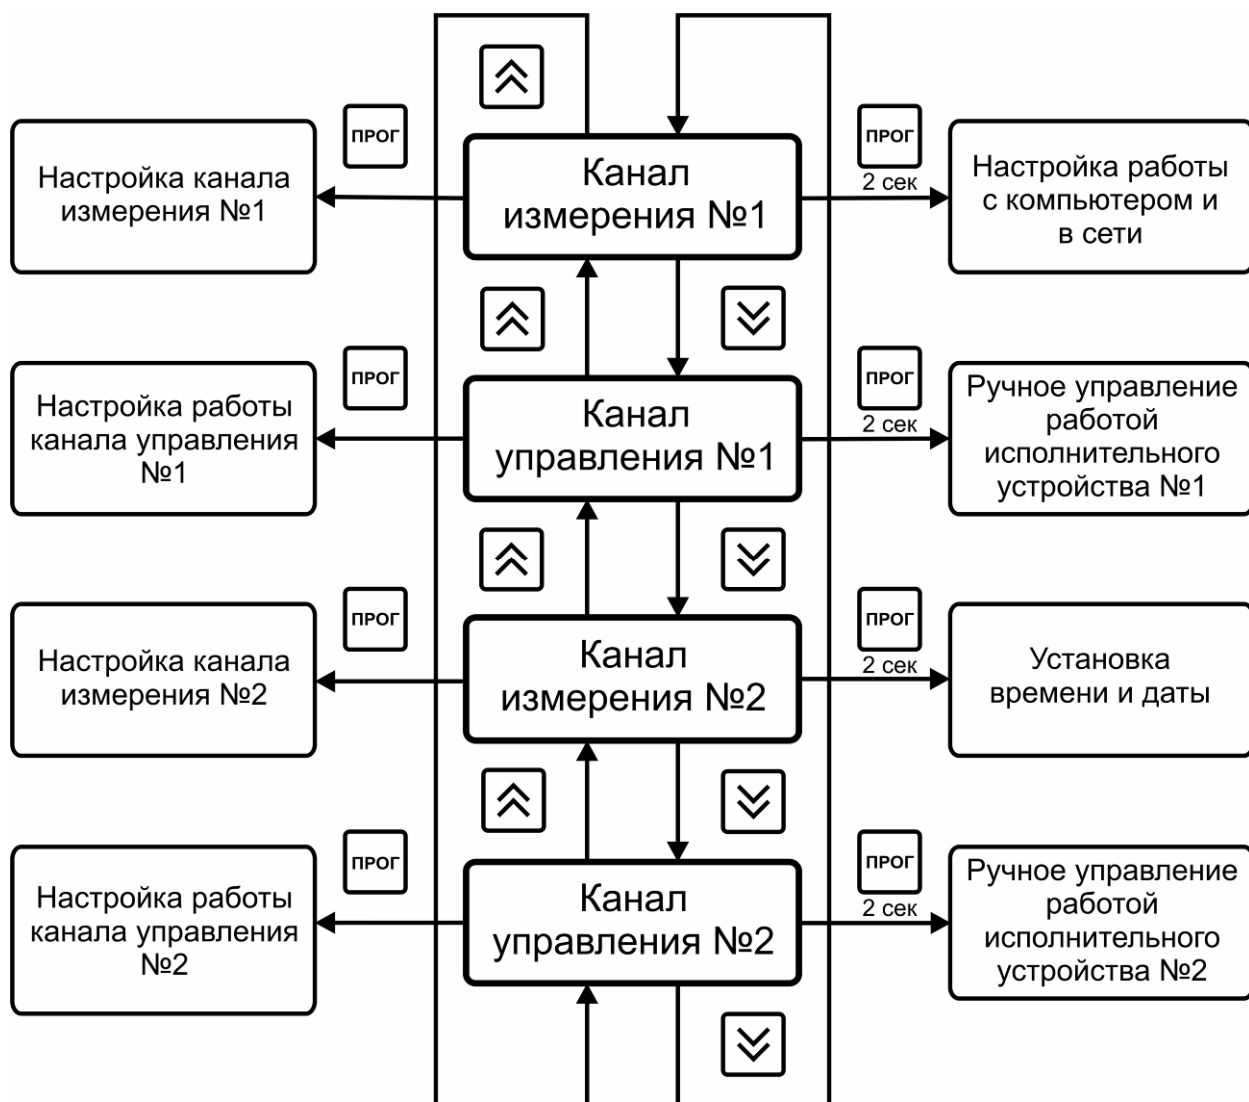 ПРОГ
ПРОГ
2 сек
Настройка канала
измерения №1
Канал
измерения №1
Настройка работы
с компьютером и
в сети
ПРОГ
ПРОГ
2 сек
Настройка работы
канала управления
№1
Канал
управления №1
Ручное управление
работой
исполнительного
устройства №1
ПРОГ
ПРОГ
2 сек
Настройка канала
измерения №2
Канал
измерения №2
Установка
времени и даты
ПРОГ
ПРОГ
2 сек
Настройка работы
канала управления
№2
Канал
управления №2
Ручное управление
работой
исполнительного
устройства №2